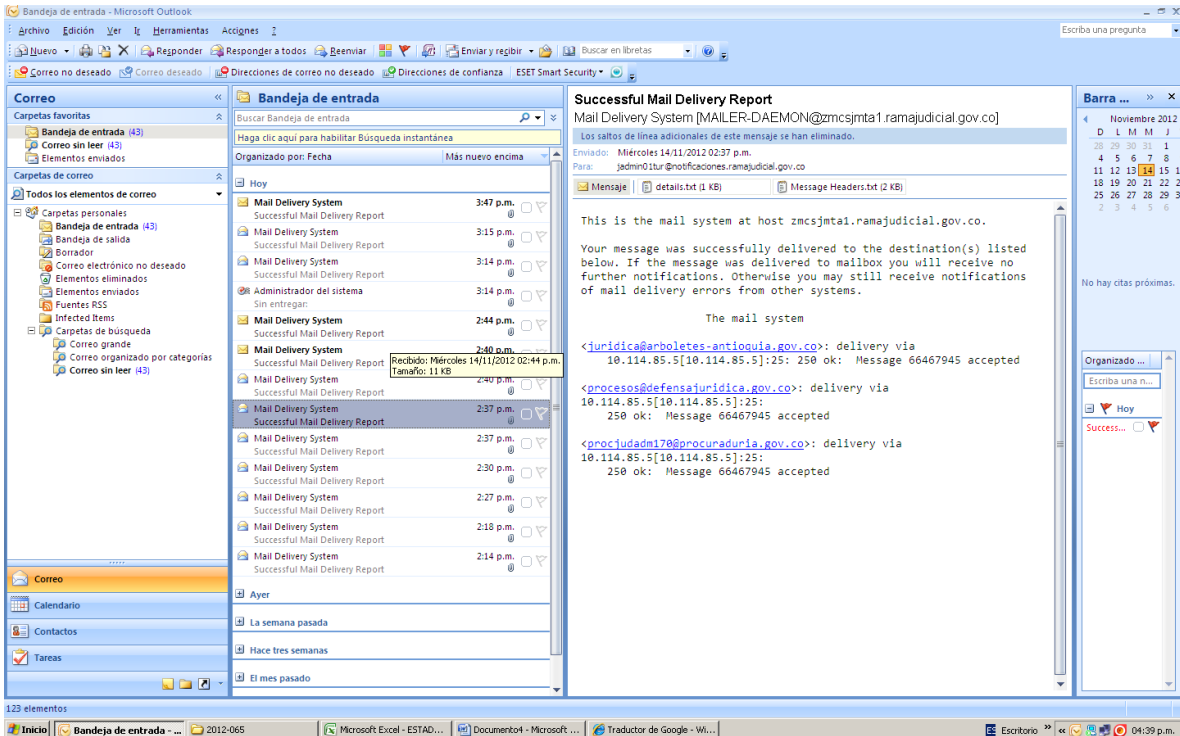 Bandeja de entrada - Microsoft Outlook
Archivo Edición Ver Ir Herramientas Acciones ?
Escriba una pregunta
Nuevo Responder Responder a todos Reenviar Enviar y recibir Buscar en libretas
Correo no deseado Correo deseado Direcciones de correo no deseado Direcciones de confianza ESET Smart Security
Correo
Carpetas favoritas
Bandeja de entrada (43)
Correo sin leer (43)
Elementos enviados
Carpetas de correo
Todos los elementos de correo
Carpetas personales
Bandeja de entrada (43)
Bandeja de salida
Borrador
Correo electrónico no deseado
Elementos eliminados
Elementos enviados
Fuentes RSS
Infected Items
Carpetas de búsqueda
Correo grande
Correo organizado por categorías
Correo sin leer (43)
Correo
Calendario
Contactos
Tareas
Bandeja de entrada
Buscar Bandeja de entrada
Haga clic aquí para habilitar Búsqueda instantánea
Organizado por: Fecha Más nuevo encima
Hoy
Mail Delivery System 3:47 p.m.
Successful Mail Delivery Report
Mail Delivery System 3:15 p.m.
Successful Mail Delivery Report
Mail Delivery System 3:14 p.m.
Successful Mail Delivery Report
Administrador del sistema 3:14 p.m.
Sin entregar:
Mail Delivery System 2:44 p.m.
Successful Mail Delivery Report
Mail Delivery System 2:40 p.m.
Successful Mail Delivery Report
Recibido: Miércoles 14/11/2012 02:44 p.m.
Tamaño: 11 KB
Mail Delivery System 2:40 p.m.
Successful Mail Delivery Report
Mail Delivery System 2:37 p.m.
Successful Mail Delivery Report
Mail Delivery System 2:37 p.m.
Successful Mail Delivery Report
Mail Delivery System 2:30 p.m.
Successful Mail Delivery Report
Mail Delivery System 2:27 p.m.
Successful Mail Delivery Report
Mail Delivery System 2:18 p.m.
Successful Mail Delivery Report
Mail Delivery System 2:14 p.m.
Successful Mail Delivery Report
Ayer
La semana pasada
Hace tres semanas
El mes pasado
Successful Mail Delivery Report
Mail Delivery System [MAILER-DAEMON@zmcsjmta1.ramajudicial.gov.co]
Los saltos de línea adicionales de este mensaje se han eliminado.
Enviado: Miércoles 14/11/2012 02:37 p.m.
Para: jadmin01tur@notificaciones.ramajudicial.gov.co
Mensaje details.txt (1 KB) Message Headers.txt (2 KB)
This is the mail system at host zmcsjmta1.ramajudicial.gov.co.
Your message was successfully delivered to the destination(s) listed
below. If the message was delivered to mailbox you will receive no
further notifications. Otherwise you may still receive notifications
of mail delivery errors from other systems.
The mail system
<juridica@arboletes-antioquia.gov.co>: delivery via
10.114.85.5[10.114.85.5]:25: 250 ok: Message 66467945 accepted
<procesos@defensajuridica.gov.co>: delivery via
10.114.85.5[10.114.85.5]:25:
250 ok: Message 66467945 accepted
<procjudadm170@procuraduria.gov.co>: delivery via
10.114.85.5[10.114.85.5]:25:
250 ok: Message 66467945 accepted
Barra ...
Noviembre 2012
D L M M J
28 29 30 31 1
4 5 6 7 8
11 12 13 14 15 1
18 19 20 21 22 2
25 26 27 28 29 3
2 3 4 5 6
No hay citas próximas.
Organizado ...
Escriba una n...
Hoy
Success...
123 elementos
Inicio Bandeja de entrada - ... 2012-065 Microsoft Excel - ESTAD... Documento4 - Microsoft ... Traductor de Google - Wi... ES Escritorio 04:39 p.m.